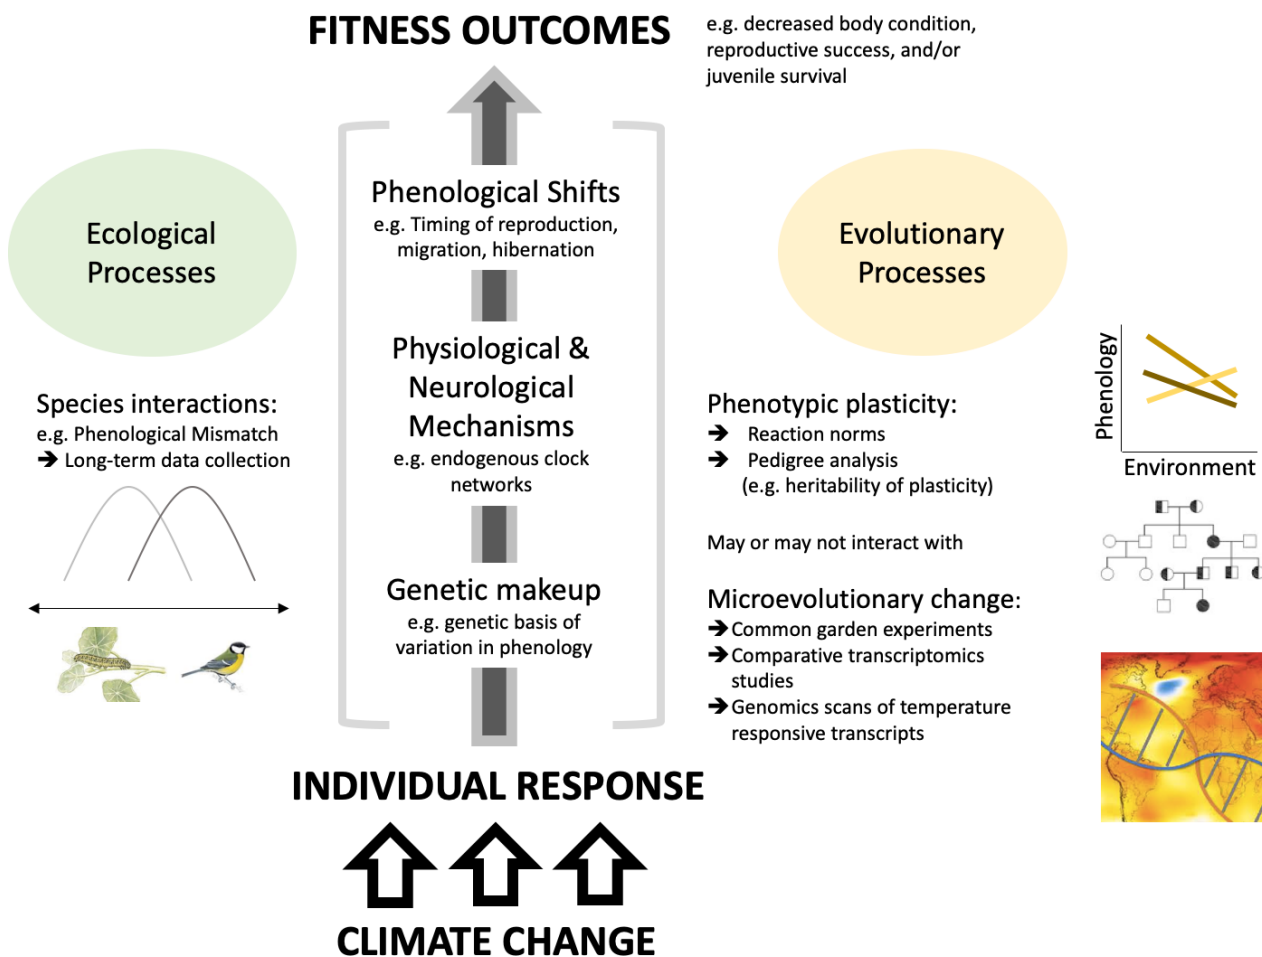 FITNESS OUTCOMES
e.g. decreased body condition,
reproductive success, and/or
juvenile survival
Ecological
Processes
Species interactions:
e.g. Phenological Mismatch
➔ Long-term data collection
Phenological Shifts
e.g. Timing of reproduction,
migration, hibernation
Physiological &
Neurological
Mechanisms
e.g. endogenous clock
networks
Genetic makeup
e.g. genetic basis of
variation in phenology
Evolutionary
Processes
Phenotypic plasticity:
➔ Reaction norms
➔ Pedigree analysis
(e.g. heritability of plasticity)
May or may not interact with
Microevolutionary change:
➔ Common garden experiments
➔ Comparative transcriptomics
studies
➔ Genomics scans of temperature
responsive transcripts
Phenology
Environment
INDIVIDUAL RESPONSE
CLIMATE CHANGE